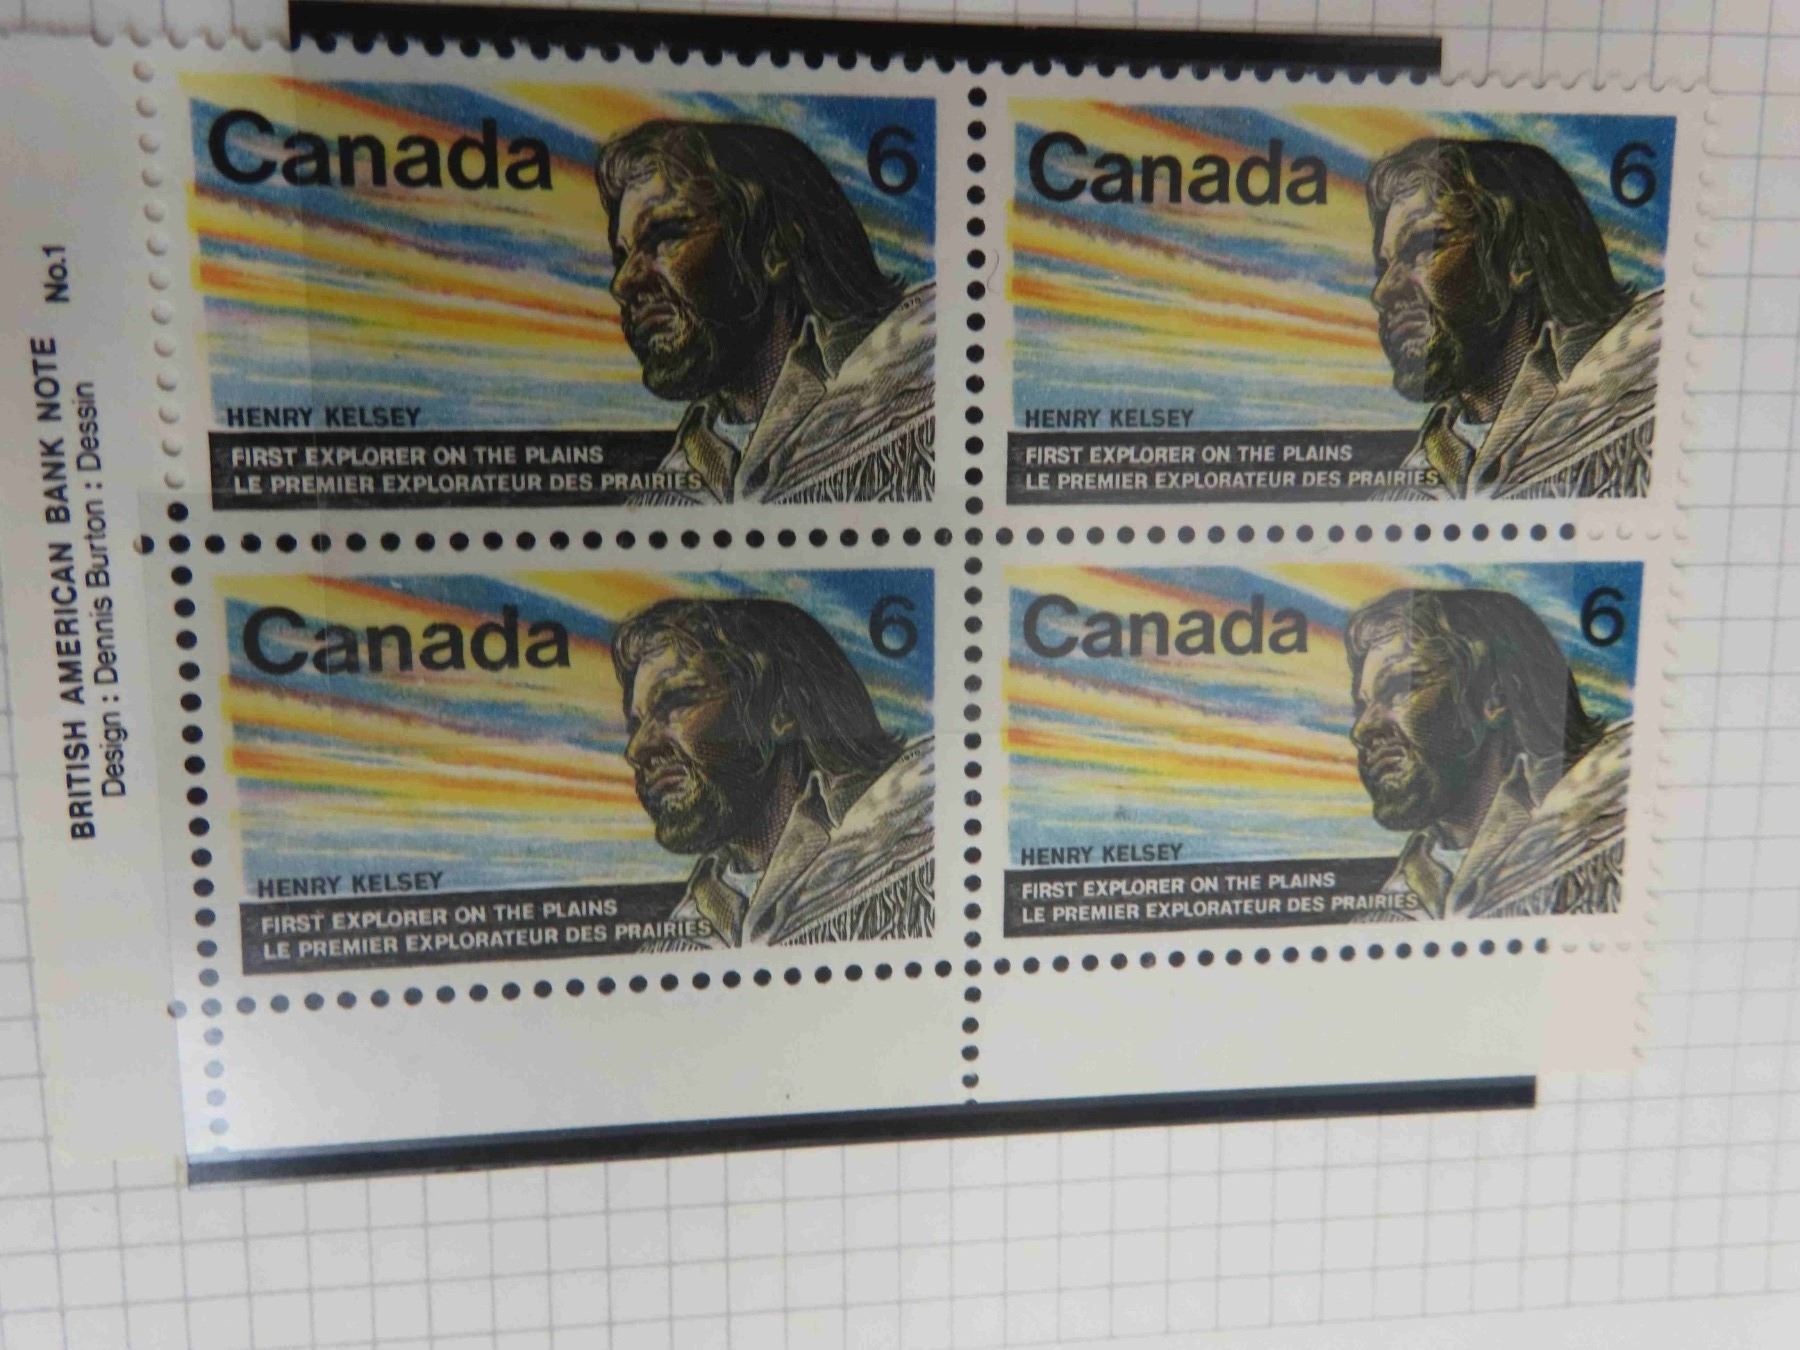 BRITISH AMERICAN BANK NOTE No.1
Design : Dennis Burton : Dessin
Canada 6
1970
HENRY KELSEY
FIRST EXPLORER ON THE PLAINS
LE PREMIER EXPLORATEUR DES PRAIRIES
Canada 6
HENRY KELSEY
FIRST EXPLORER ON THE PLAINS
LE PREMIER EXPLORATEUR DES PRAIRIES
Canada 6
1970
HENRY KELSEY
FIRST EXPLORER ON THE PLAINS
LE PREMIER EXPLORATEUR DES PRAIRIES
Canada 6
HENRY KELSEY
FIRST EXPLORER ON THE PLAINS
LE PREMIER EXPLORATEUR DES PRAIRIES